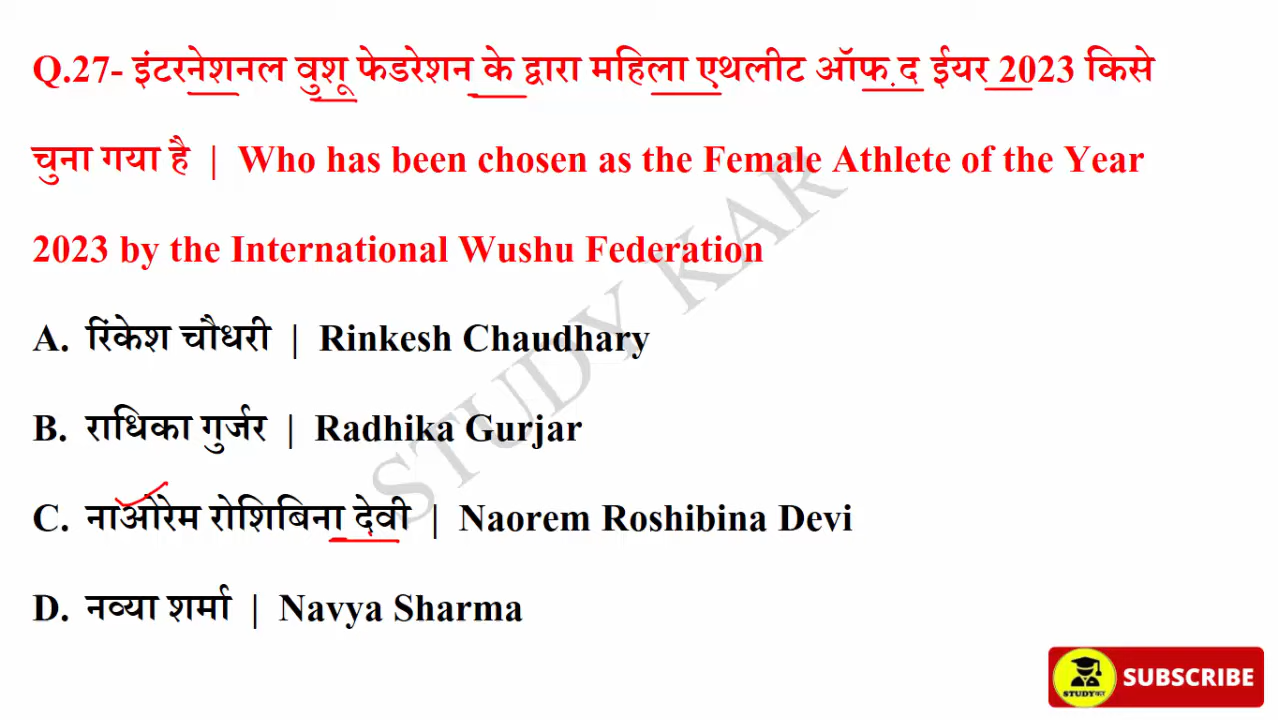 Q.27- इंटरनेशनल वुशू फेडरेशन के द्वारा महिला एथलीट ऑफ द ईयर 2023 किसे
चुना गया है | Who has been chosen as the Female Athlete of the Year
2023 by the International Wushu Federation
A. रिंकेश चौधरी | Rinkesh Chaudhary
B. राधिका गुर्जर | Radhika Gurjar
C. नाओरेम रोशिबिना देवी | Naorem Roshibina Devi
D. नव्या शर्मा | Navya Sharma
STUDY KAR
STUDYकर
SUBSCRIBE